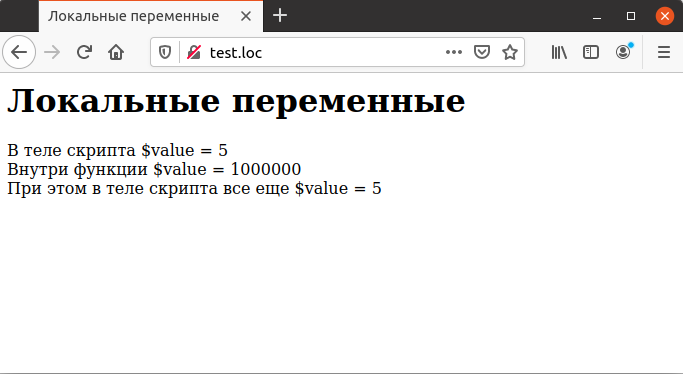 Локальные переменные
test.loc
Локальные переменные
В теле скрипта $value = 5
Внутри функции $value = 1000000
При этом в теле скрипта все еще $value = 5